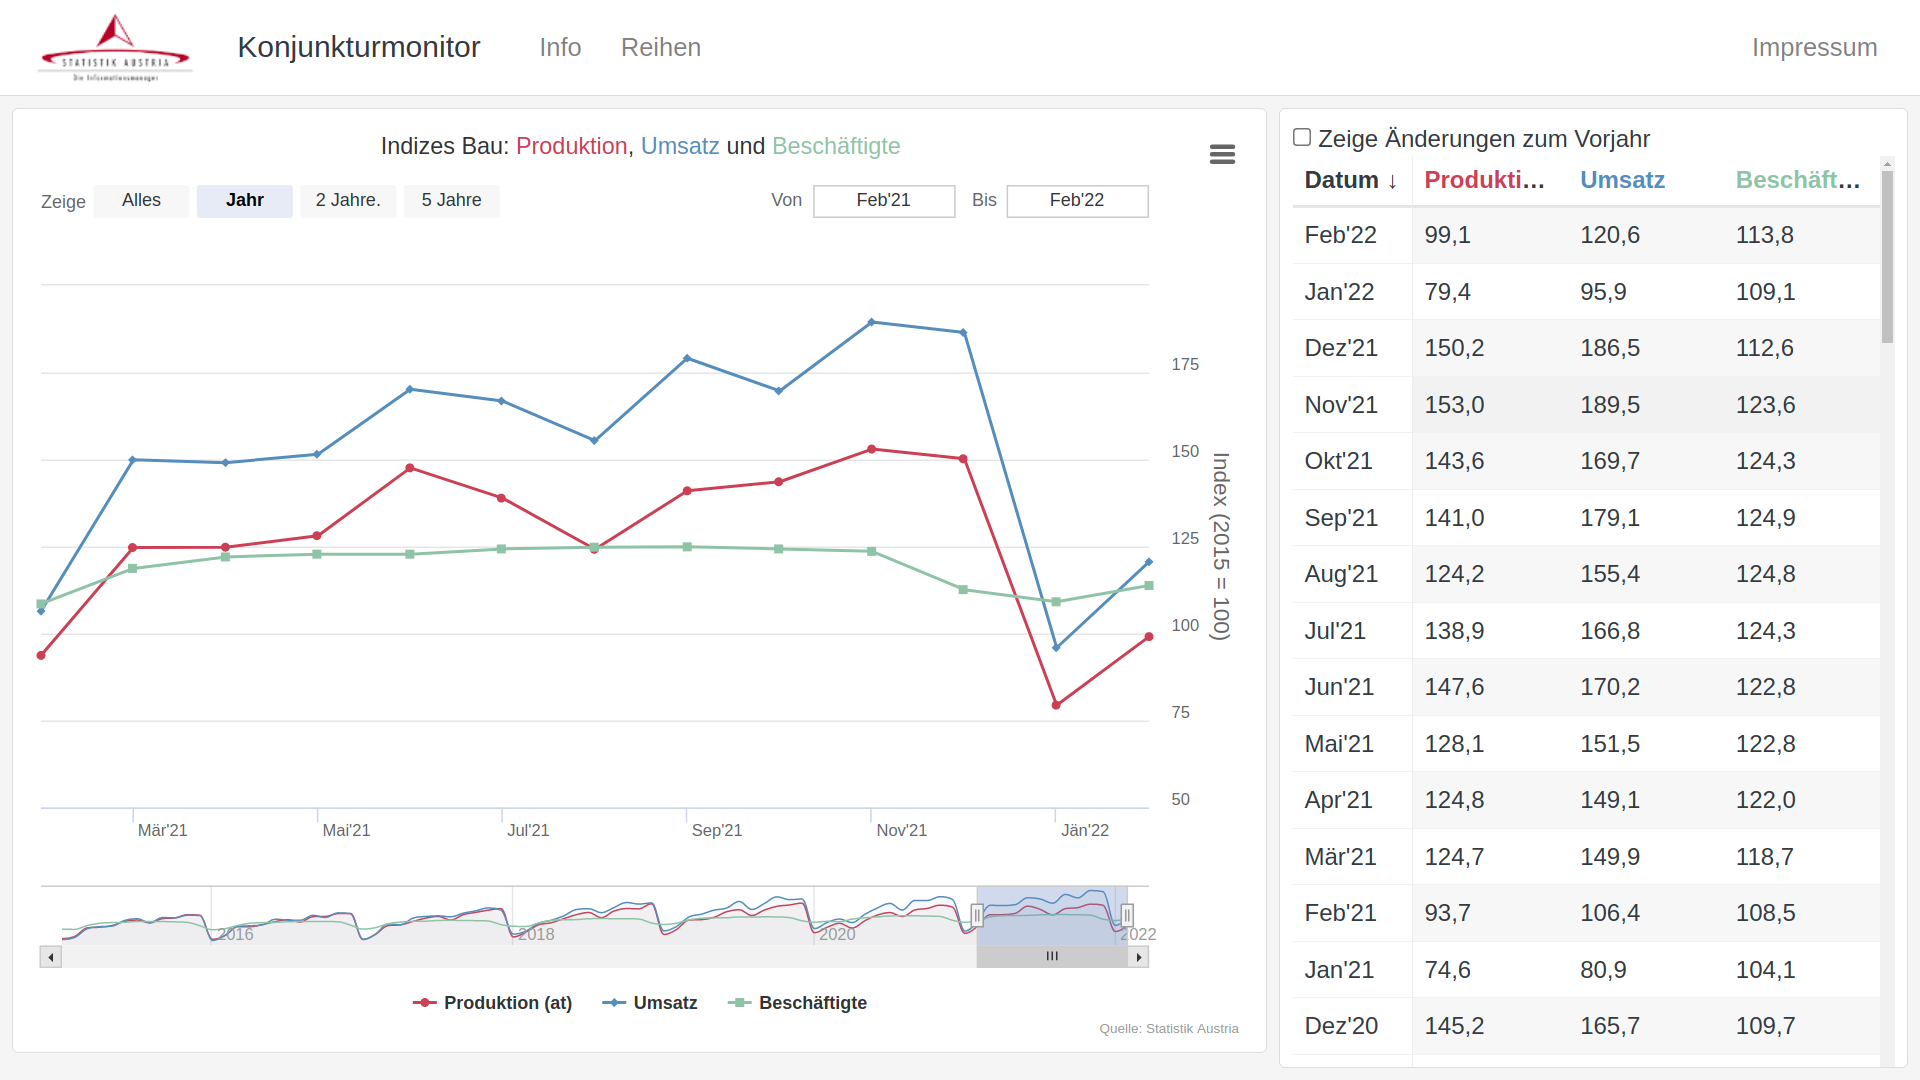 STATISTIK AUSTRIA
Die Informationsmanager
Konjunkturmonitor
Info
Reihen
Impressum
Indizes Bau: Produktion, Umsatz und Beschäftigte
Zeige
Alles
Jahr
2 Jahre.
5 Jahre
Von
Feb'21
Bis
Feb'22
175
150
125
100
75
50
Index (2015 = 100)
Mär'21
Mai'21
Jul'21
Sep'21
Nov'21
Jän'22
2016
2018
2020
2022
Produktion (at)
Umsatz
Beschäftigte
Quelle: Statistik Austria
Zeige Änderungen zum Vorjahr
Datum ↓ Produkti... Umsatz Beschäft...
Feb'22 99,1 120,6 113,8
Jan'22 79,4 95,9 109,1
Dez'21 150,2 186,5 112,6
Nov'21 153,0 189,5 123,6
Okt'21 143,6 169,7 124,3
Sep'21 141,0 179,1 124,9
Aug'21 124,2 155,4 124,8
Jul'21 138,9 166,8 124,3
Jun'21 147,6 170,2 122,8
Mai'21 128,1 151,5 122,8
Apr'21 124,8 149,1 122,0
Mär'21 124,7 149,9 118,7
Feb'21 93,7 106,4 108,5
Jan'21 74,6 80,9 104,1
Dez'20 145,2 165,7 109,7